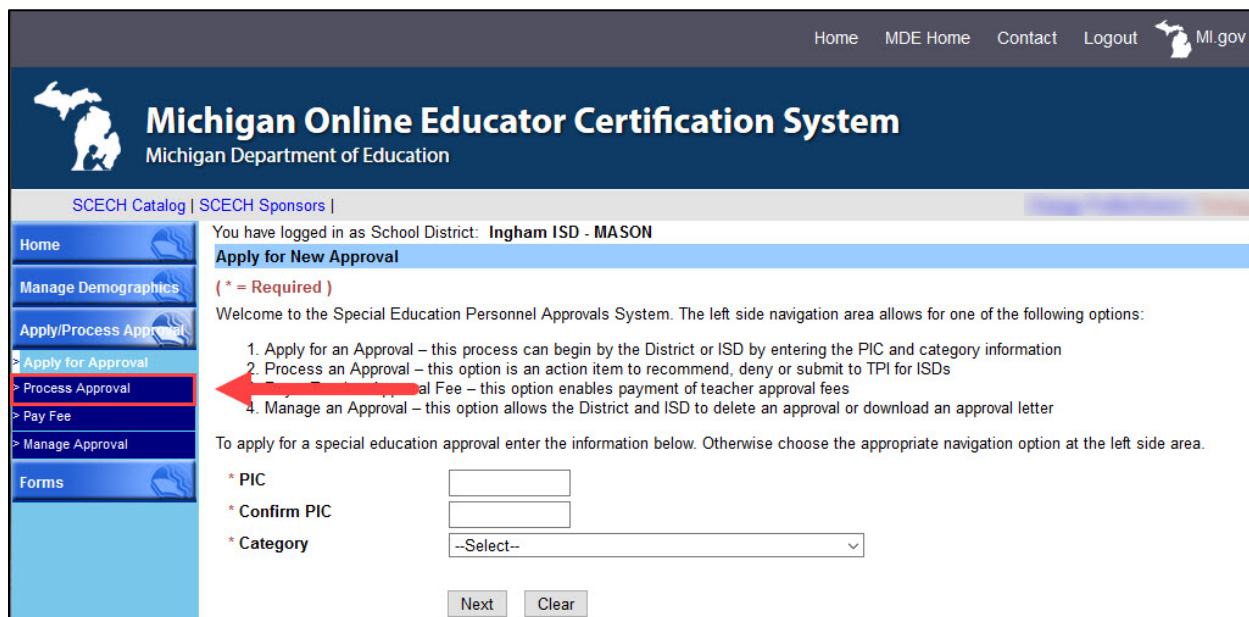 Home MDE Home Contact Logout MI.gov
Michigan Online Educator Certification System
Michigan Department of Education
SCECH Catalog | SCECH Sponsors |
Home
Manage Demographics
Apply/Process Approval
> Apply for Approval
> Process Approval
> Pay Fee
> Manage Approval
Forms
You have logged in as School District: Ingham ISD - MASON
Apply for New Approval
( * = Required )
Welcome to the Special Education Personnel Approvals System. The left side navigation area allows for one of the following options:
1. Apply for an Approval – this process can begin by the District or ISD by entering the PIC and category information
2. Process an Approval – this option is an action item to recommend, deny or submit to TPI for ISDs
Fee – this option enables payment of teacher approval fees
4. Manage an Approval – this option allows the District and ISD to delete an approval or download an approval letter
To apply for a special education approval enter the information below. Otherwise choose the appropriate navigation option at the left side area.
* PIC
* Confirm PIC
* Category --Select--
Next Clear